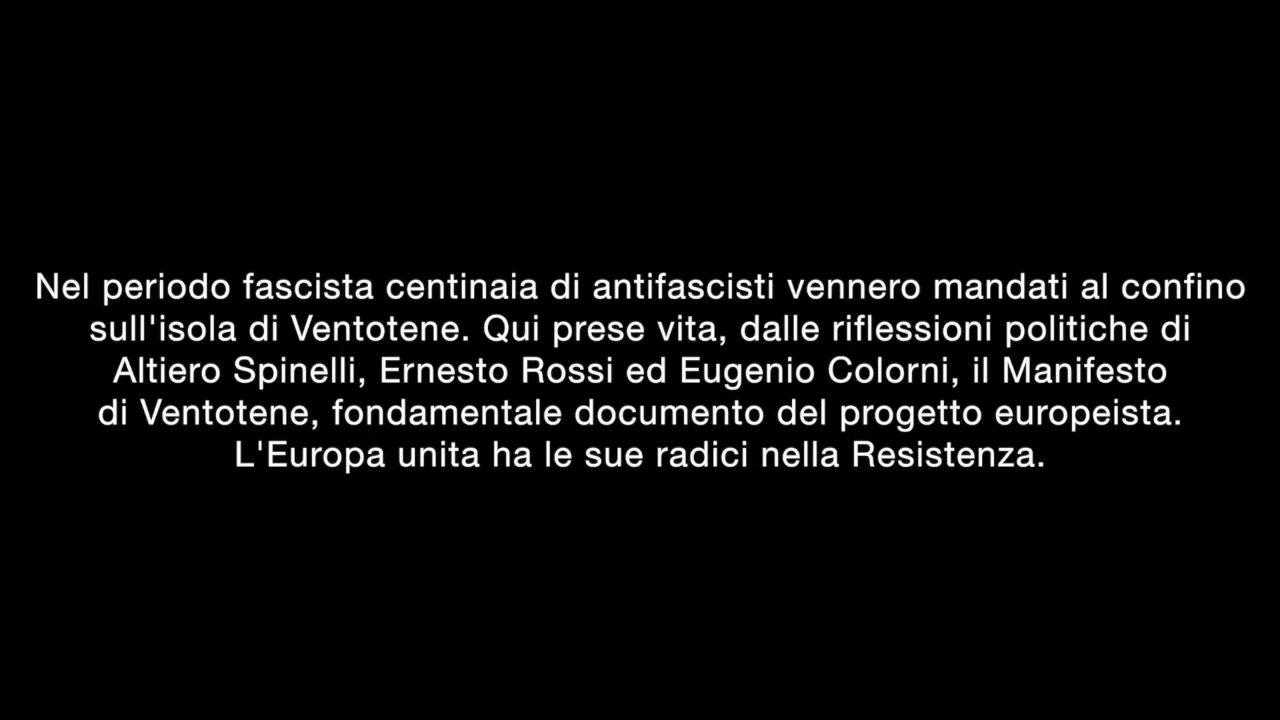 Nel periodo fascista centinaia di antifascisti vennero mandati al confino
sull'isola di Ventotene. Qui prese vita, dalle riflessioni politiche di
Altiero Spinelli, Ernesto Rossi ed Eugenio Colorni, il Manifesto
di Ventotene, fondamentale documento del progetto europeista.
L'Europa unita ha le sue radici nella Resistenza.